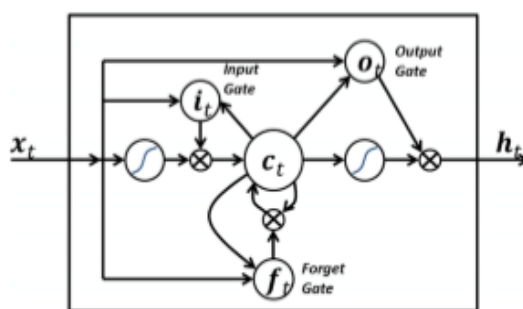 Output
Gate
o_t
Input
Gate
i_t
x_t
c_t
h_t
f_t
Forget
Gate